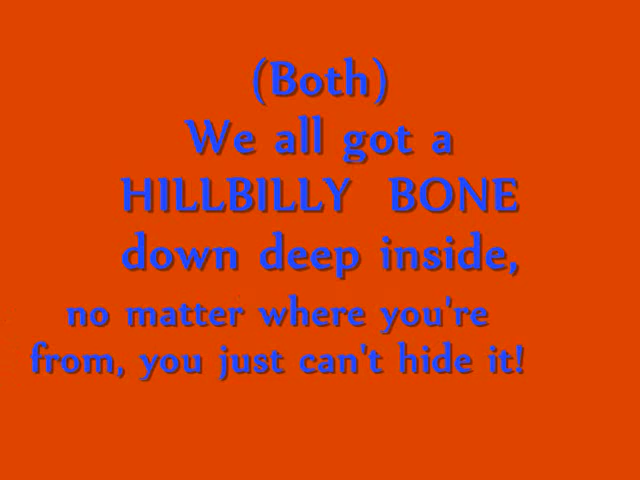 (Both)
We all got a
HILLBILLY BONE
down deep inside,
no matter where you're
from, you just can't hide it!